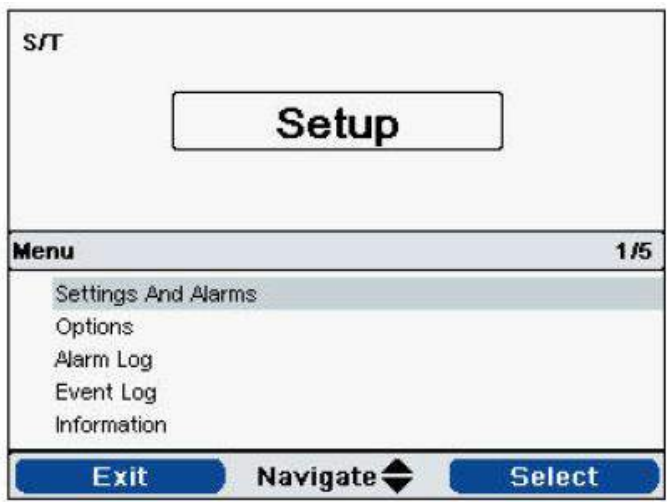 S/T
Setup
Menu 1/5
Settings And Alarms
Options
Alarm Log
Event Log
Information
Exit Navigate Select